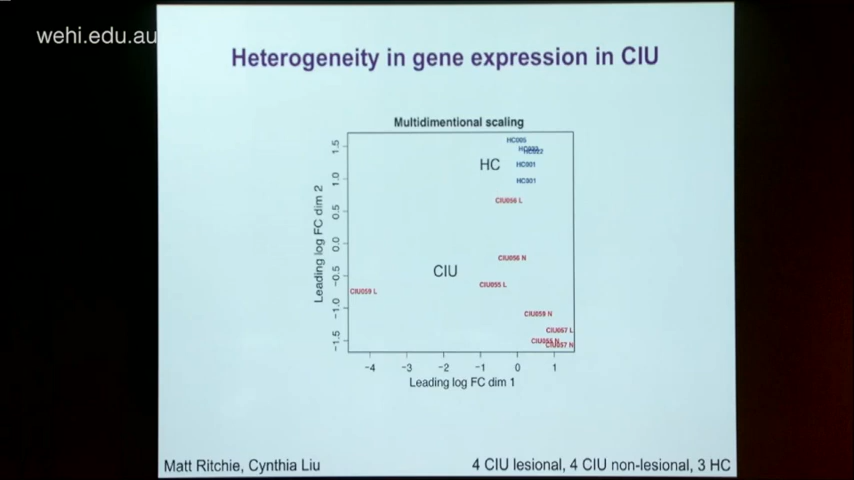 wehi.edu.au
Heterogeneity in gene expression in CIU
Multidimentional scaling
HC005
HC022
HC
HC001
HC001
CIU056 L
CIU056 N
CIU
CIU055 L
CIU059 L
CIU059 N
CIU057 L
CIU057 N
Leading log FC dim 2
1.5
1.0
0.5
0.0
−0.5
−1.0
−1.5
−4 −3 −2 −1 0 1
Leading log FC dim 1
Matt Ritchie, Cynthia Liu
4 CIU lesional, 4 CIU non-lesional, 3 HC